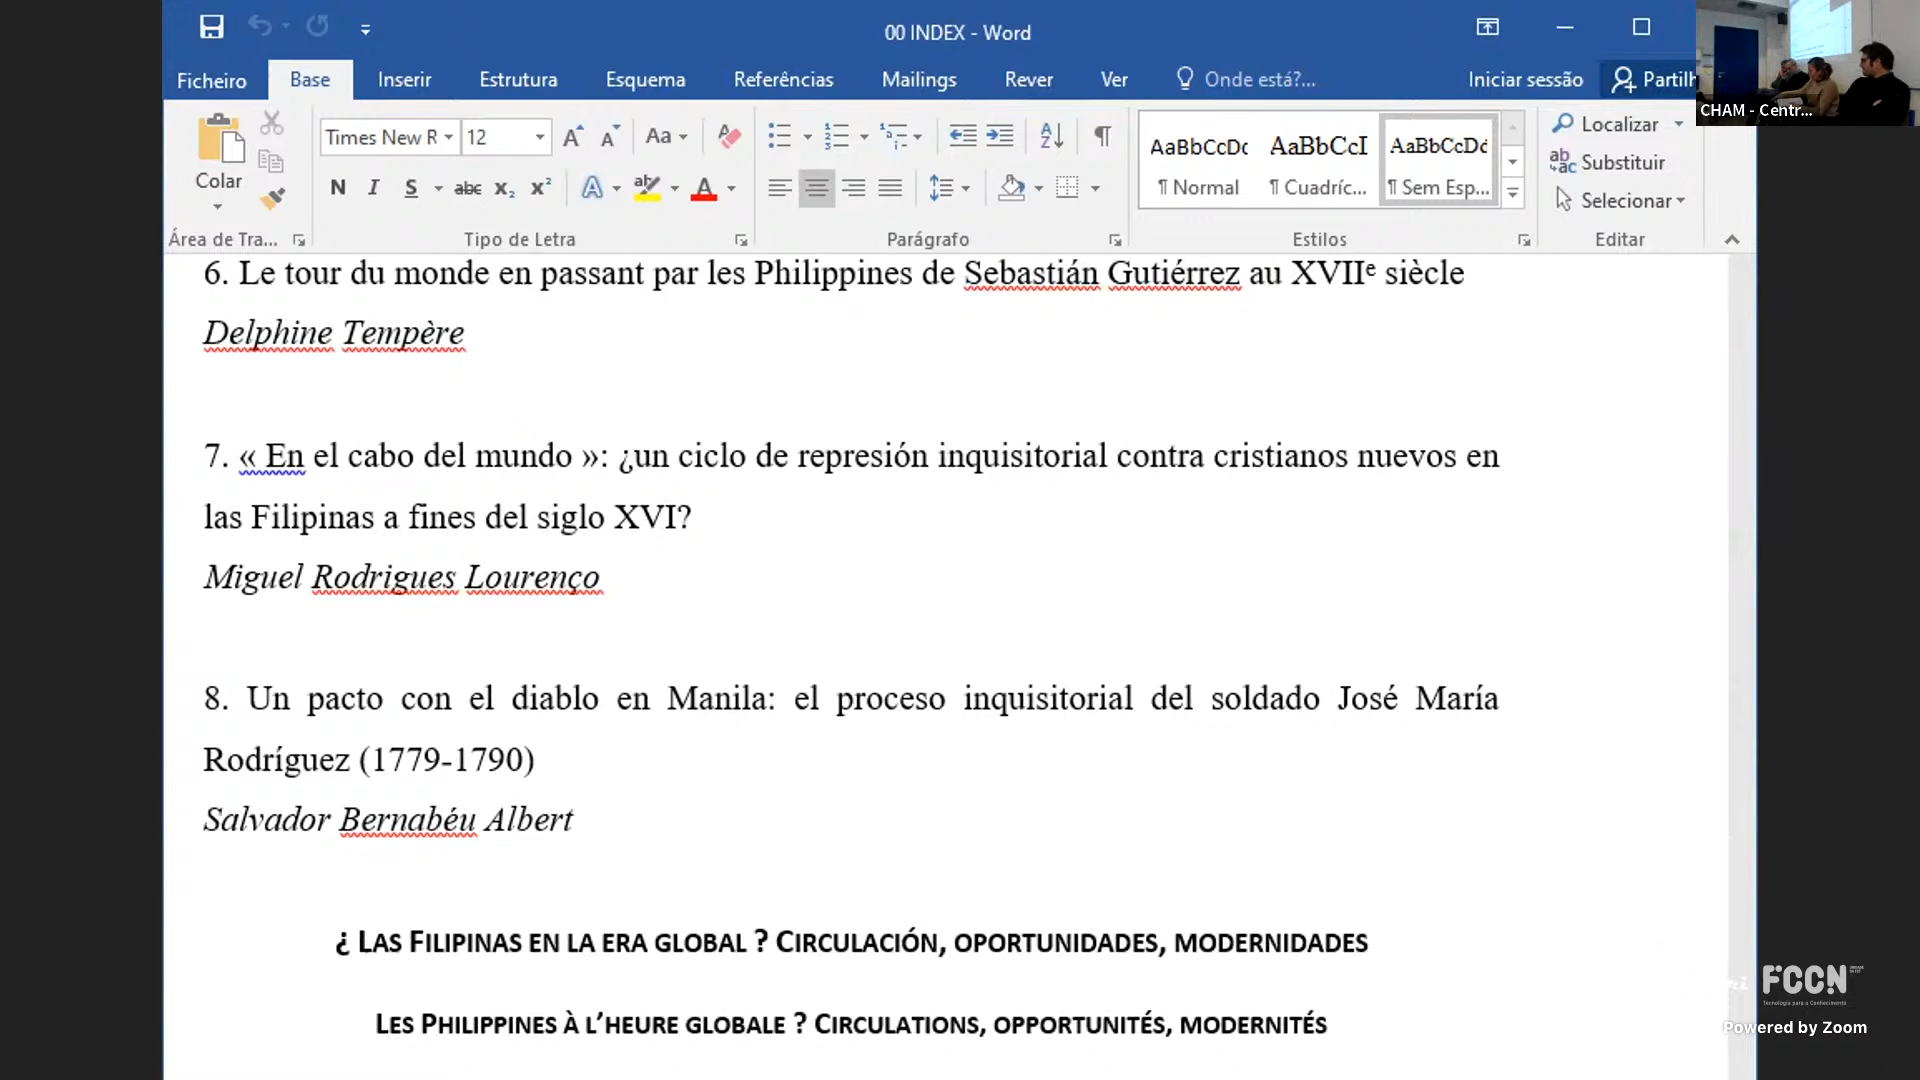 00 INDEX - Word
Ficheiro Base Inserir Estrutura Esquema Referências Mailings Rever Ver Onde está?... Iniciar sessão Partilh
CHAM - Centr...
Colar
Times New R 12
Aa
N I S abc x₂ x² A ab A
AaBbCcDc AaBbCcI AaBbCcDd
¶ Normal ¶ Cuadríc... ¶ Sem Esp...
Localizar
Substituir
Selecionar
Área de Tra... Tipo de Letra Parágrafo Estilos Editar
6. Le tour du monde en passant par les Philippines de Sebastián Gutiérrez au XVIIᵉ siècle
Delphine Tempère
7. « En el cabo del mundo »: ¿un ciclo de represión inquisitorial contra cristianos nuevos en
las Filipinas a fines del siglo XVI?
Miguel Rodrigues Lourenço
8. Un pacto con el diablo en Manila: el proceso inquisitorial del soldado José María
Rodríguez (1779-1790)
Salvador Bernabéu Albert
¿ LAS FILIPINAS EN LA ERA GLOBAL ? CIRCULACIÓN, OPORTUNIDADES, MODERNIDADES
LES PHILIPPINES À L'HEURE GLOBALE ? CIRCULATIONS, OPPORTUNITÉS, MODERNITÉS
FCCN
Tecnologia para o Conhecimento
Powered by Zoom